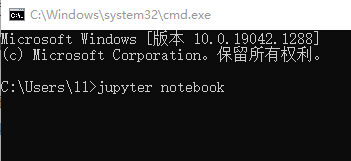 C:\Windows\system32\cmd.exe
Microsoft Windows [版本 10.0.19042.1288]
(c) Microsoft Corporation。保留所有权利。
C:\Users\11>jupyter notebook